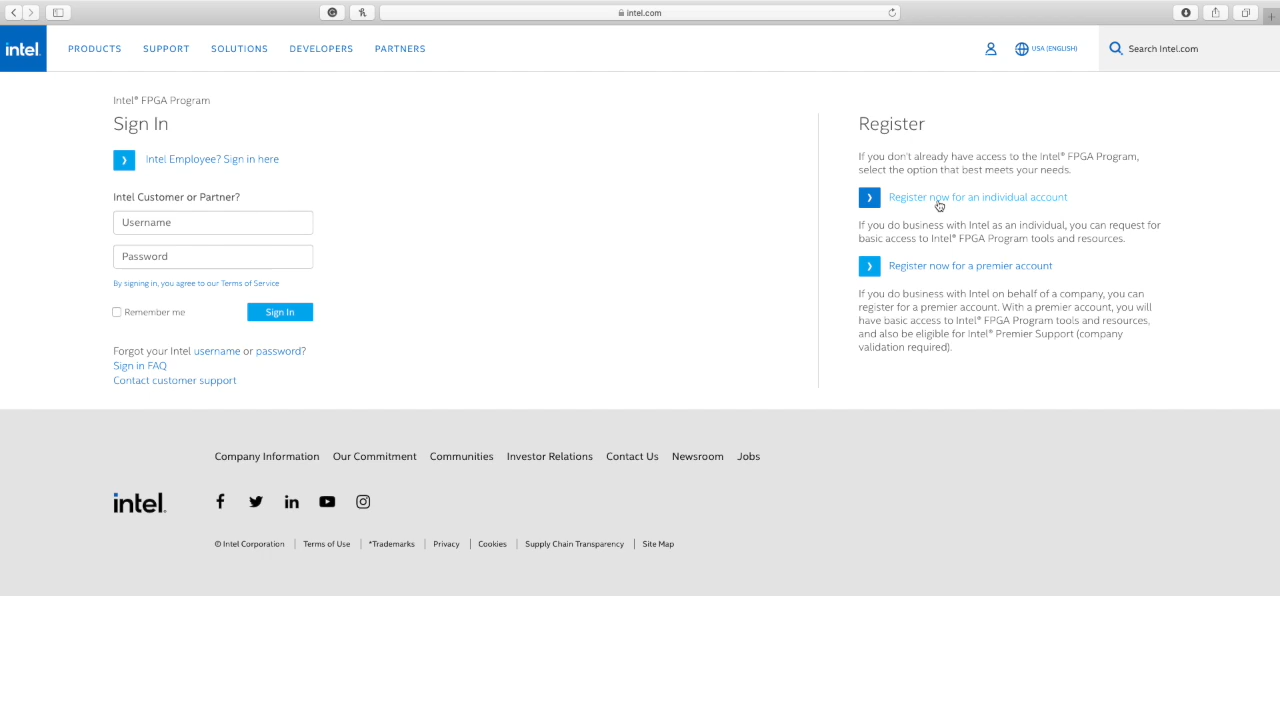 intel.com
intel.
PRODUCTS
SUPPORT
SOLUTIONS
DEVELOPERS
PARTNERS
USA (ENGLISH)
Search Intel.com
Intel® FPGA Program
Sign In
Intel Employee? Sign in here
Intel Customer or Partner?
Username
Password
By signing in, you agree to our Terms of Service
Remember me
Sign In
Forgot your Intel username or password?
Sign in FAQ
Contact customer support
Register
If you don't already have access to the Intel® FPGA Program,
select the option that best meets your needs.
Register now for an individual account
If you do business with Intel as an individual, you can request for
basic access to Intel® FPGA Program tools and resources.
Register now for a premier account
If you do business with Intel on behalf of a company, you can
register for a premier account. With a premier account, you will
have basic access to Intel® FPGA Program tools and resources,
and also be eligible for Intel® Premier Support (company
validation required).
Company Information
Our Commitment
Communities
Investor Relations
Contact Us
Newsroom
Jobs
intel.
© Intel Corporation
Terms of Use
*Trademarks
Privacy
Cookies
Supply Chain Transparency
Site Map